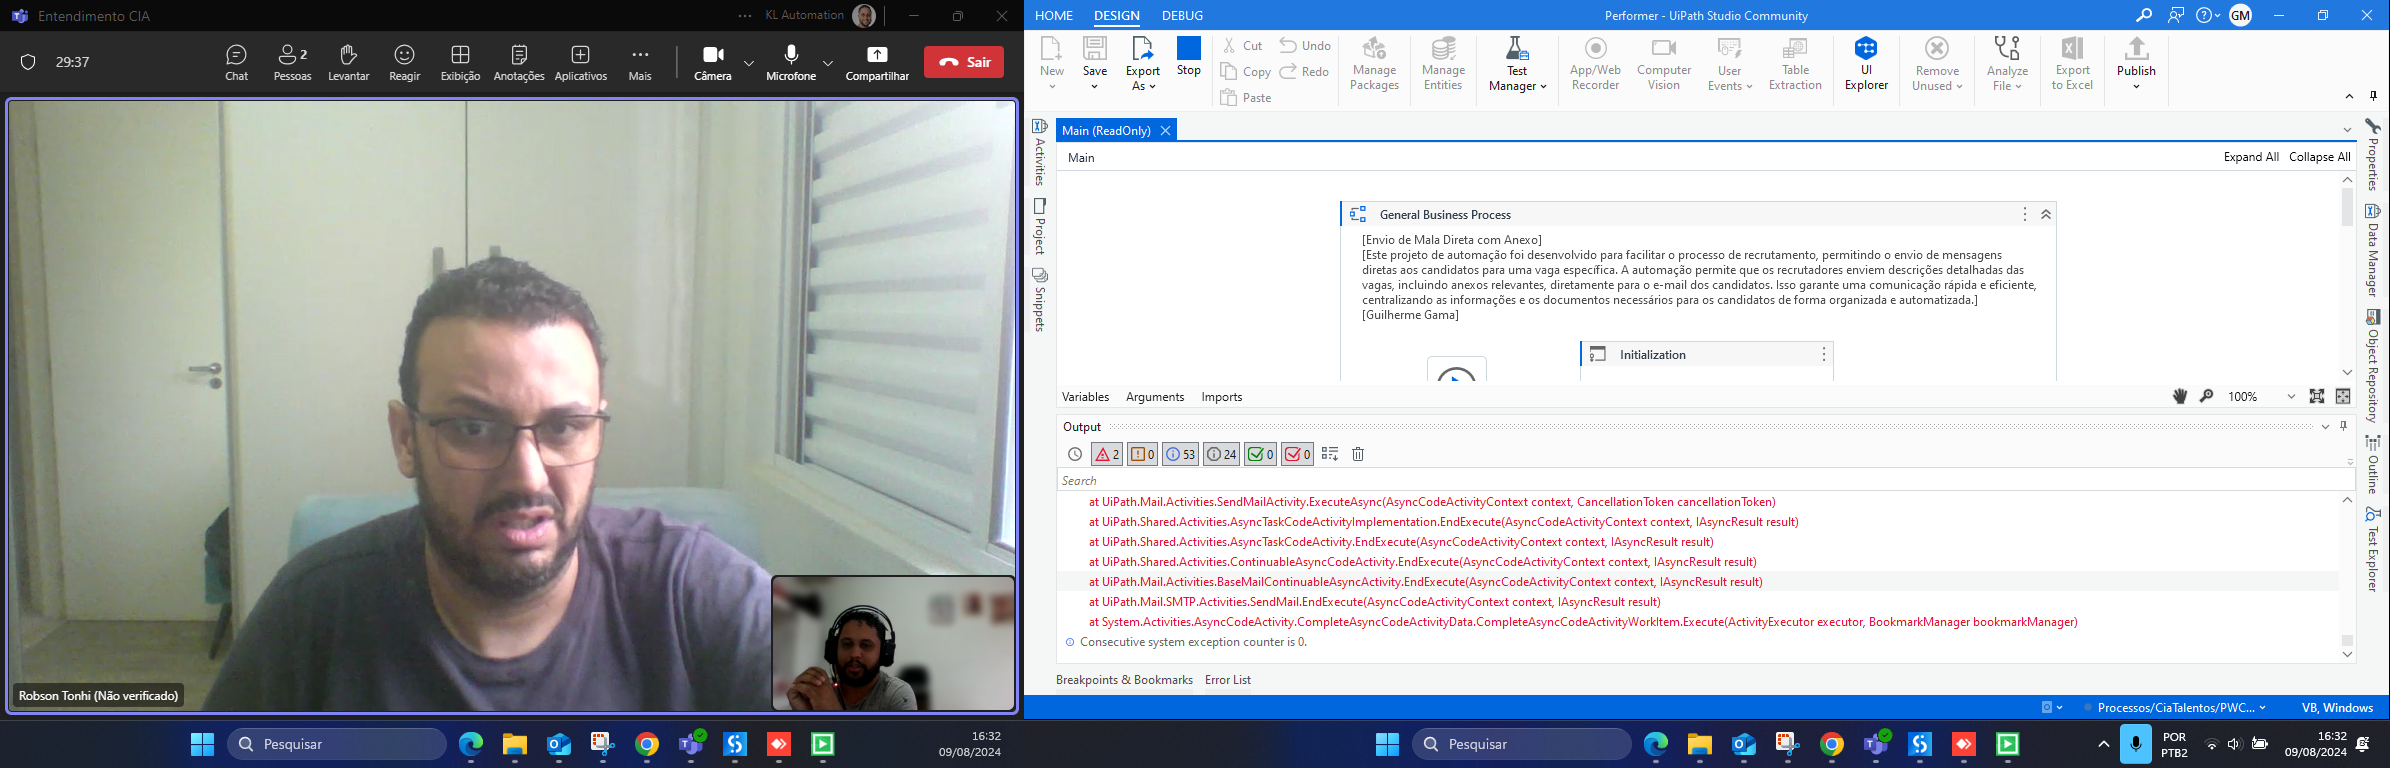 Entendimento CIA
KL Automation
29:37
Chat
Pessoas
2
Levantar
Reagir
Exibição
Anotações
Aplicativos
Mais
Câmera
Microfone
Compartilhar
Sair
Robson Tonhi (Não verificado)
Pesquisar
16:32
09/08/2024
HOME
DESIGN
DEBUG
Performer - UiPath Studio Community
GM
New
Save
Export As
Stop
Cut
Copy
Paste
Undo
Redo
Manage Packages
Manage Entities
Test Manager
App/Web Recorder
Computer Vision
User Events
Table Extraction
UI Explorer
Remove Unused
Analyze File
Export to Excel
Publish
Activities
Project
Snippets
Main (ReadOnly)
Main
Expand All
Collapse All
General Business Process
[Envio de Mala Direta com Anexo]
[Este projeto de automação foi desenvolvido para facilitar o processo de recrutamento, permitindo o envio de mensagens
diretas aos candidatos para uma vaga específica. A automação permite que os recrutadores enviem descrições detalhadas das
vagas, incluindo anexos relevantes, diretamente para o e-mail dos candidatos. Isso garante uma comunicação rápida e eficiente,
centralizando as informações e os documentos necessários para os candidatos de forma organizada e automatizada.]
[Guilherme Gama]
Initialization
Variables
Arguments
Imports
100%
Output
2
0
53
24
0
0
Search
at UiPath.Mail.Activities.SendMailActivity.ExecuteAsync(AsyncCodeActivityContext context, CancellationToken cancellationToken)
at UiPath.Shared.Activities.AsyncTaskCodeActivityImplementation.EndExecute(AsyncCodeActivityContext context, IAsyncResult result)
at UiPath.Shared.Activities.AsyncTaskCodeActivity.EndExecute(AsyncCodeActivityContext context, IAsyncResult result)
at UiPath.Shared.Activities.ContinuableAsyncCodeActivity.EndExecute(AsyncCodeActivityContext context, IAsyncResult result)
at UiPath.Mail.Activities.BaseMailContinuableAsyncActivity.EndExecute(AsyncCodeActivityContext context, IAsyncResult result)
at UiPath.Mail.SMTP.Activities.SendMail.EndExecute(AsyncCodeActivityContext context, IAsyncResult result)
at System.Activities.AsyncCodeActivity.CompleteAsyncCodeActivityData.CompleteAsyncCodeActivityWorkItem.Execute(ActivityExecutor executor, BookmarkManager bookmarkManager)
Consecutive system exception counter is 0.
Breakpoints & Bookmarks
Error List
Properties
Data Manager
Object Repository
Outline
Test Explorer
Processos/CiaTalentos/PWC...
VB, Windows
Pesquisar
POR
PTB2
16:32
09/08/2024